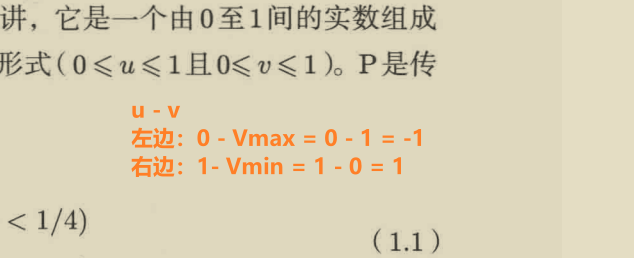 讲，它是一个由0至1间的实数组成
形式(0⩽u⩽1且0⩽v⩽1)。P是传
u - v
左边：0 - Vmax = 0 - 1 = -1
右边：1- Vmin = 1 - 0 = 1
< 1/4)
(1.1)